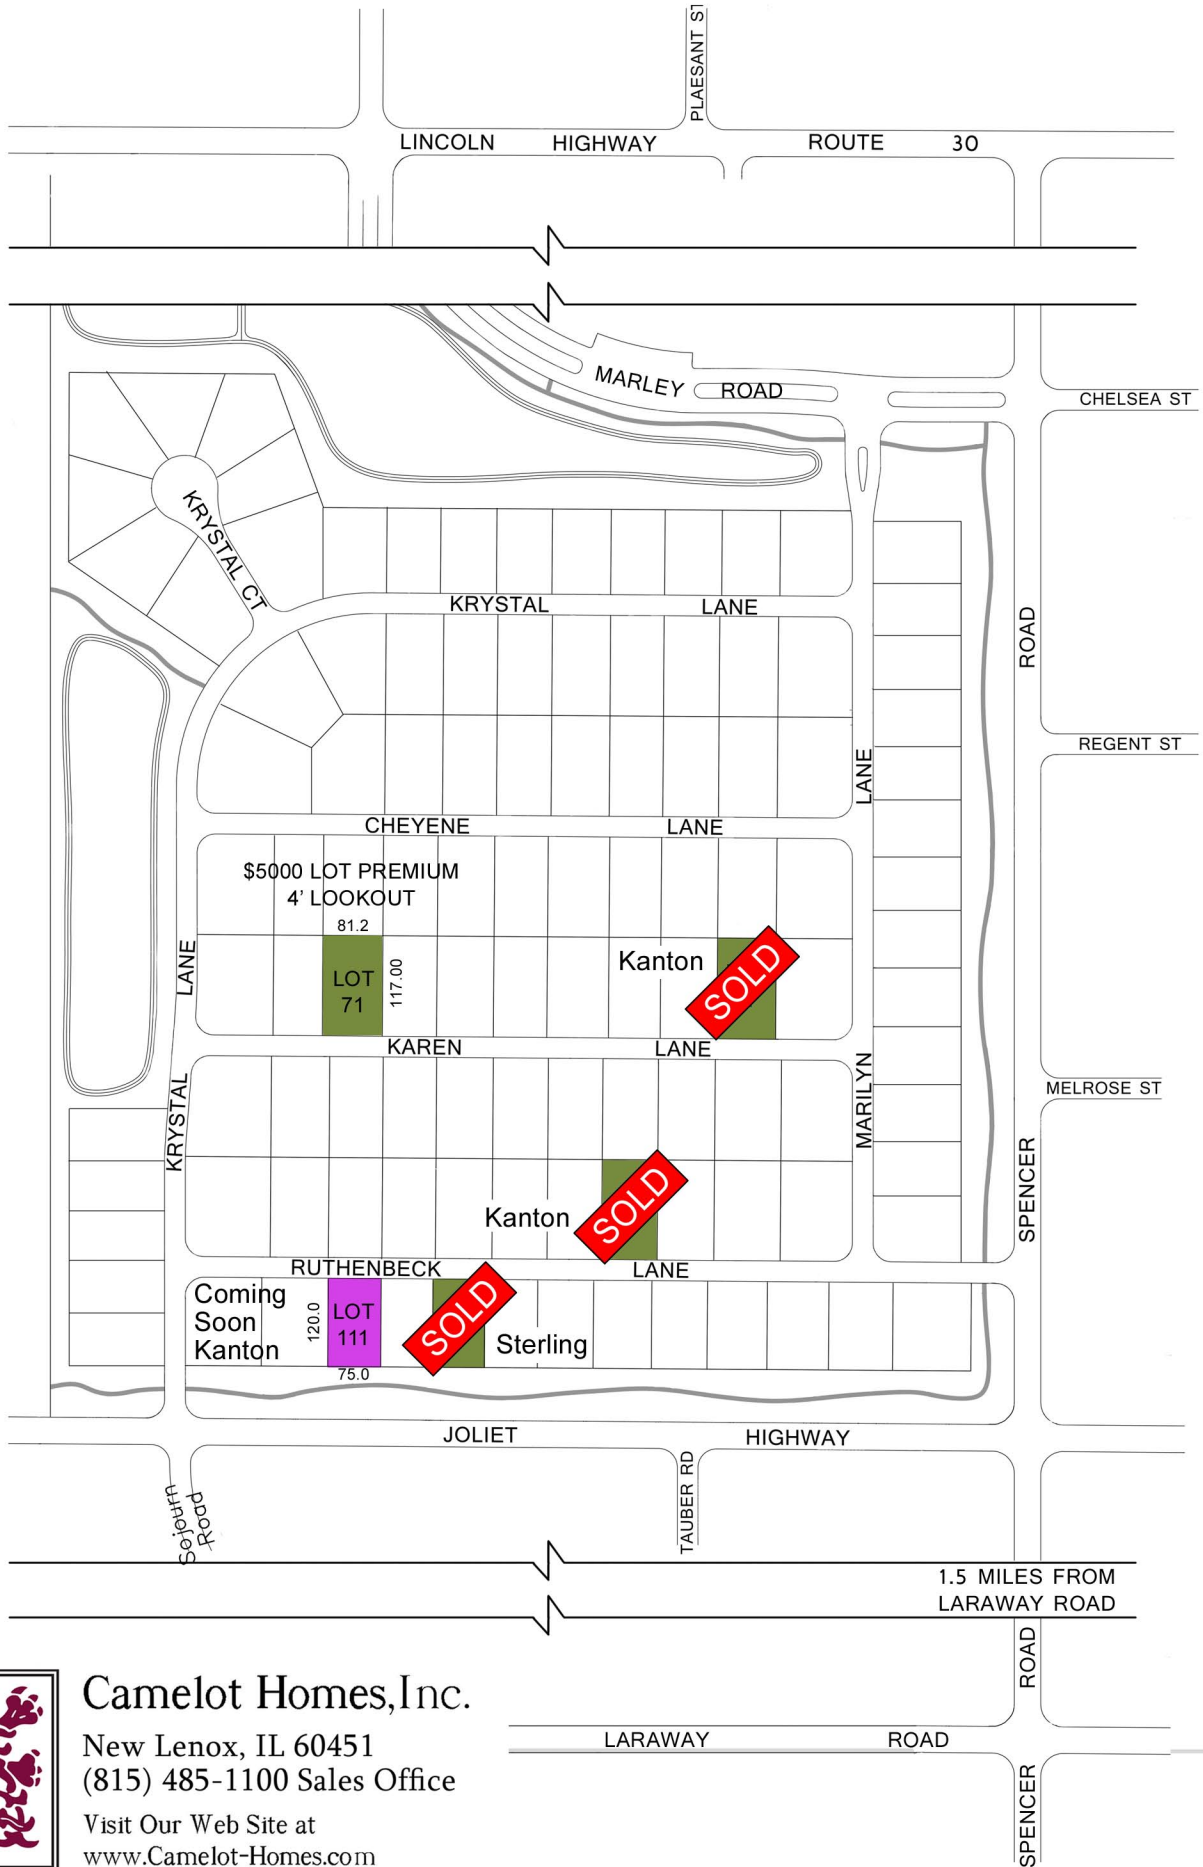 PLAESANT ST
LINCOLN HIGHWAY ROUTE 30
MARLEY ROAD
CHELSEA ST
KRYSTAL CT
KRYSTAL LANE
ROAD
REGENT ST
LANE
CHEYENE LANE
$5000 LOT PREMIUM
4' LOOKOUT
81.2
LOT
71
117.00
Kanton
SOLD
LANE
KAREN LANE
KRYSTAL
MARILYN
MELROSE ST
SPENCER
Kanton
SOLD
RUTHENBECK LANE
Coming
Soon
Kanton
120.0
LOT
111
75.0
SOLD
Sterling
JOLIET HIGHWAY
Sojourn
Road
TAUBER RD
1.5 MILES FROM
LARAWAY ROAD
ROAD
LARAWAY ROAD
SPENCER
Camelot Homes,Inc.
New Lenox, IL 60451
(815) 485-1100 Sales Office
Visit Our Web Site at
www.Camelot-Homes.com